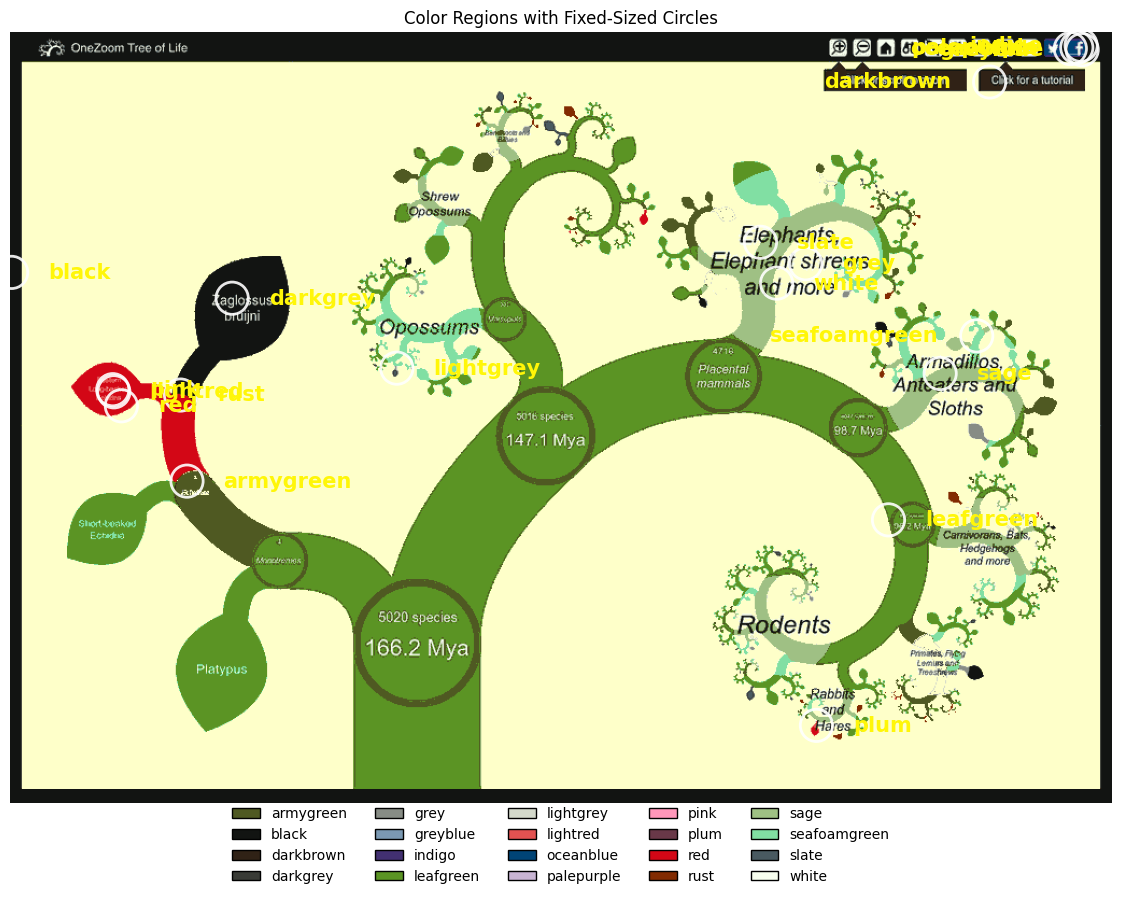 Color Regions with Fixed-Sized Circles
OneZoom Tree of Life
darkbrown
Click for a tutorial
Shrew
Opossums
Elephants,
Elephant shrews
and more
slate
grey
white
black
Zaglossus
bruijni
darkgrey
Opossums
Marsupials
seafoamgreen
lightgrey
4716
Placental
mammals
Armadillos,
Anteaters and
Sloths
sage
lightred
rust
red
5016 species
147.1 Mya
98.7 Mya
armygreen
Short-beaked
Echidna
leafgreen
Carnivorans, Bats,
Hedgehogs
and more
Monotremes
5020 species
166.2 Mya
Rodents
Platypus
Primates, Flying
Lemurs and
Treeshrews
Rabbits
and
Hares
plum
armygreen
black
darkbrown
darkgrey
grey
greyblue
indigo
leafgreen
lightgrey
lightred
oceanblue
palepurple
pink
plum
red
rust
sage
seafoamgreen
slate
white